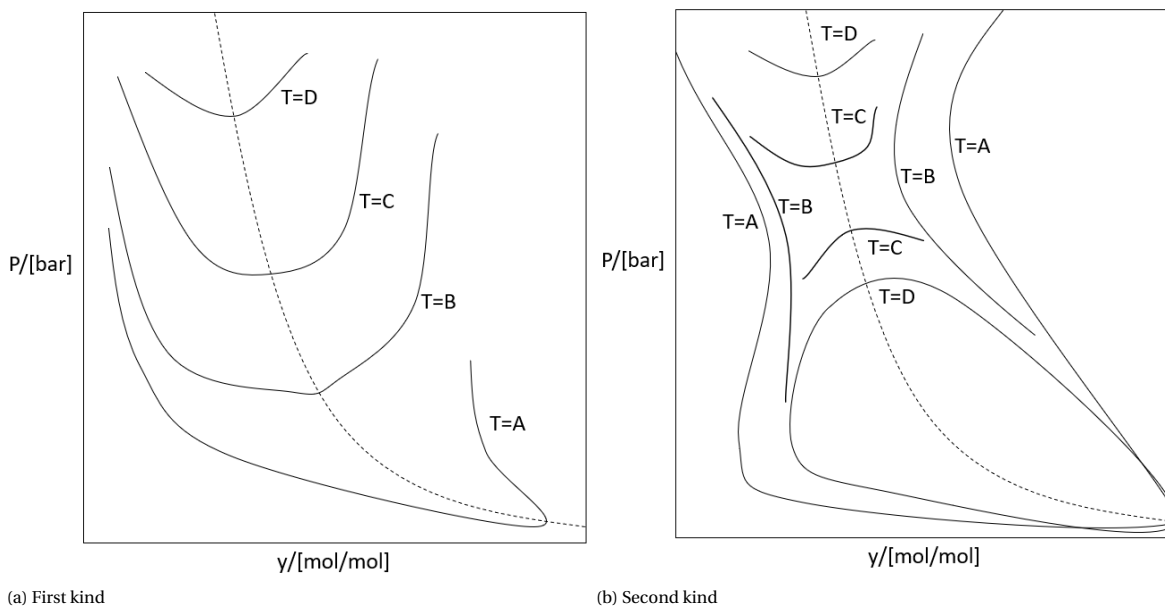 T=D
T=C
T=B
T=A
P/[bar]
y/[mol/mol]
(a) First kind
T=D
T=C
T=A
T=B
T=B
T=A
T=C
T=D
P/[bar]
y/[mol/mol]
(b) Second kind